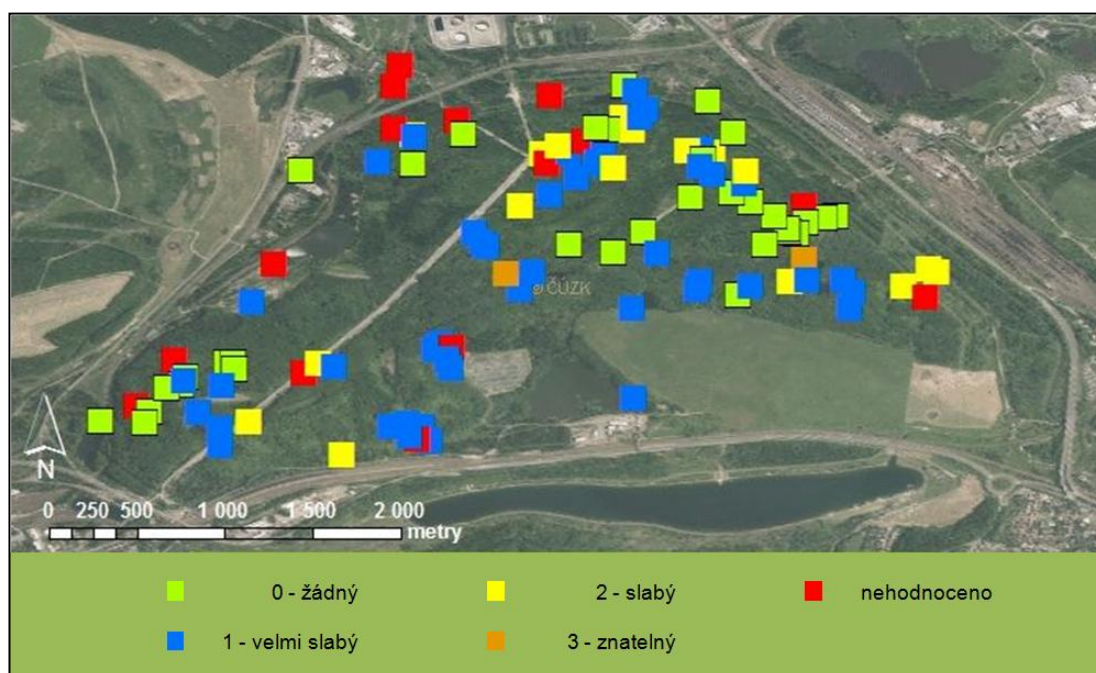 © ČÚZK
N
0 250 500 1 000 1 500 2 000
metry
0 - žádný 2 - slabý nehodnoceno
1 - velmi slabý 3 - znatelný